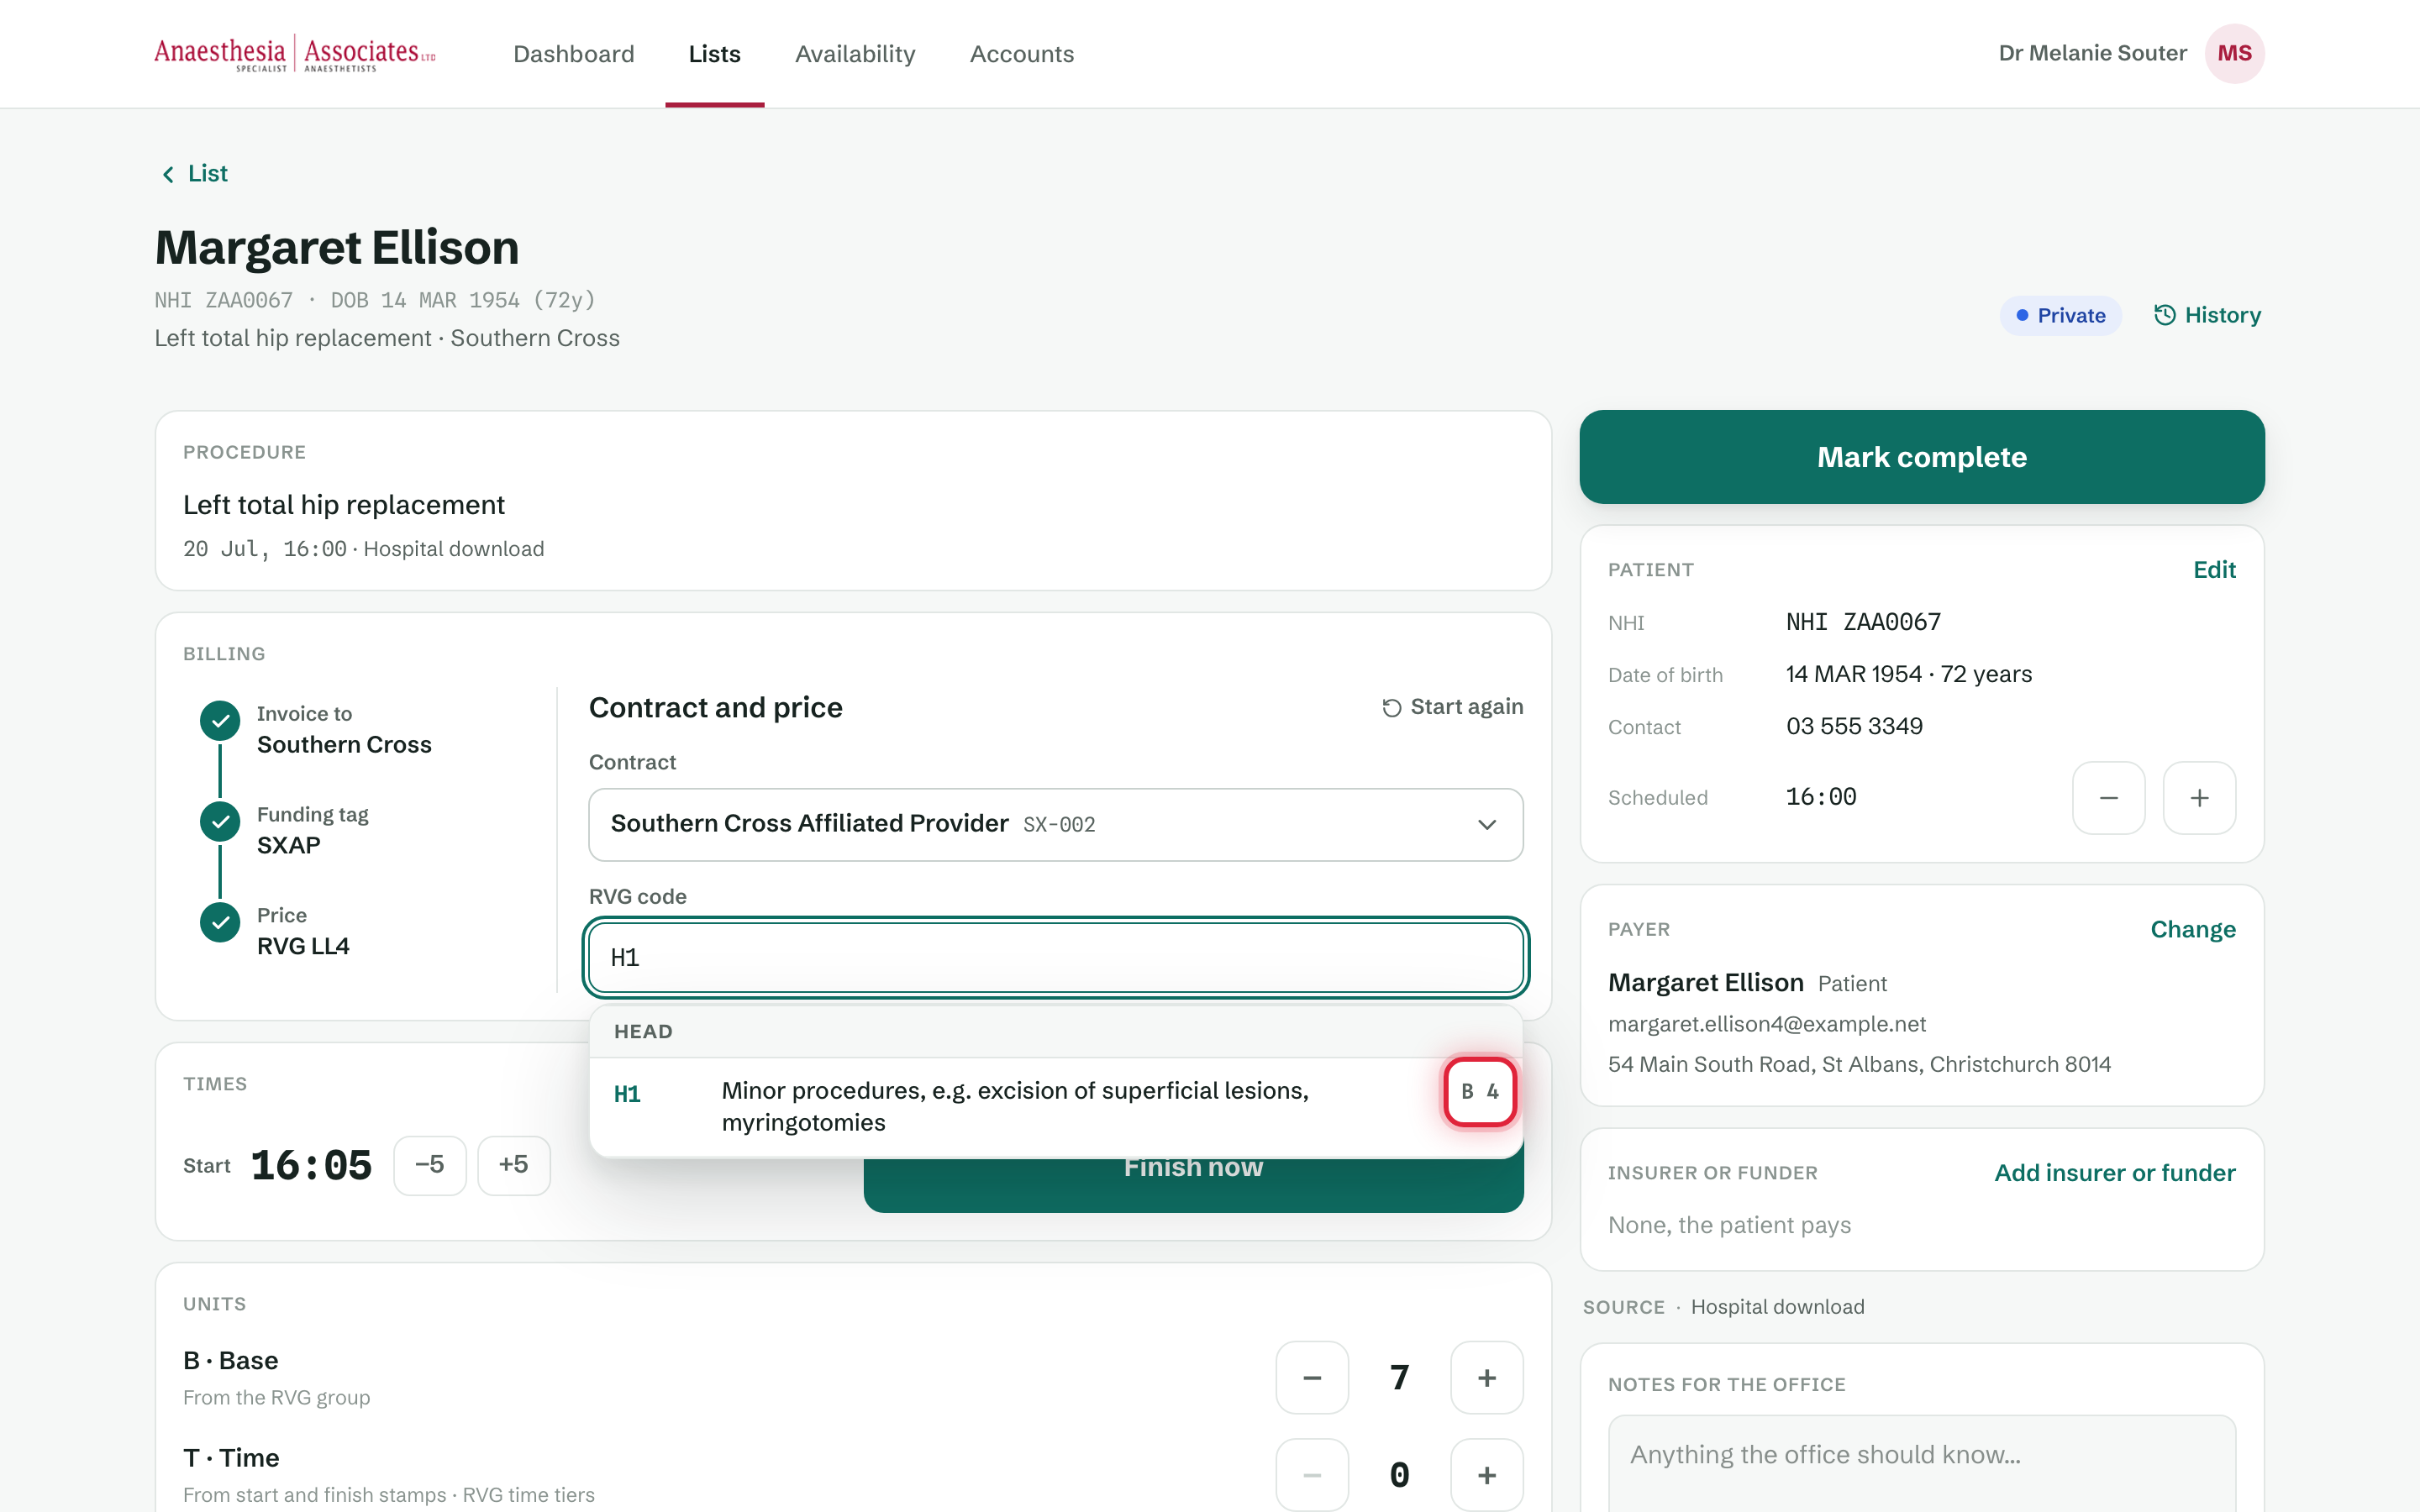 Anaesthesia Associates LTD
SPECIALIST ANAESTHETISTS
Dashboard
Lists
Availability
Accounts
Dr Melanie Souter
MS
List
Margaret Ellison
NHI ZAA0067 · DOB 14 MAR 1954 (72y)
Left total hip replacement · Southern Cross
Private
History
PROCEDURE
Left total hip replacement
20 Jul, 16:00 · Hospital download
BILLING
Invoice to
Southern Cross
Funding tag
SXAP
Price
RVG LL4
Contract and price
Start again
Contract
Southern Cross Affiliated Provider SX-002
RVG code
H1
HEAD
H1
Minor procedures, e.g. excision of superficial lesions,
myringotomies
B 4
TIMES
Start
16:05
−5
+5
Finish now
UNITS
B · Base
From the RVG group
−
7
+
T · Time
From start and finish stamps · RVG time tiers
−
0
+
Mark complete
PATIENT
Edit
NHI
NHI ZAA0067
Date of birth
14 MAR 1954 · 72 years
Contact
03 555 3349
Scheduled
16:00
−
+
PAYER
Change
Margaret Ellison Patient
margaret.ellison4@example.net
54 Main South Road, St Albans, Christchurch 8014
INSURER OR FUNDER
Add insurer or funder
None, the patient pays
SOURCE · Hospital download
NOTES FOR THE OFFICE
Anything the office should know...